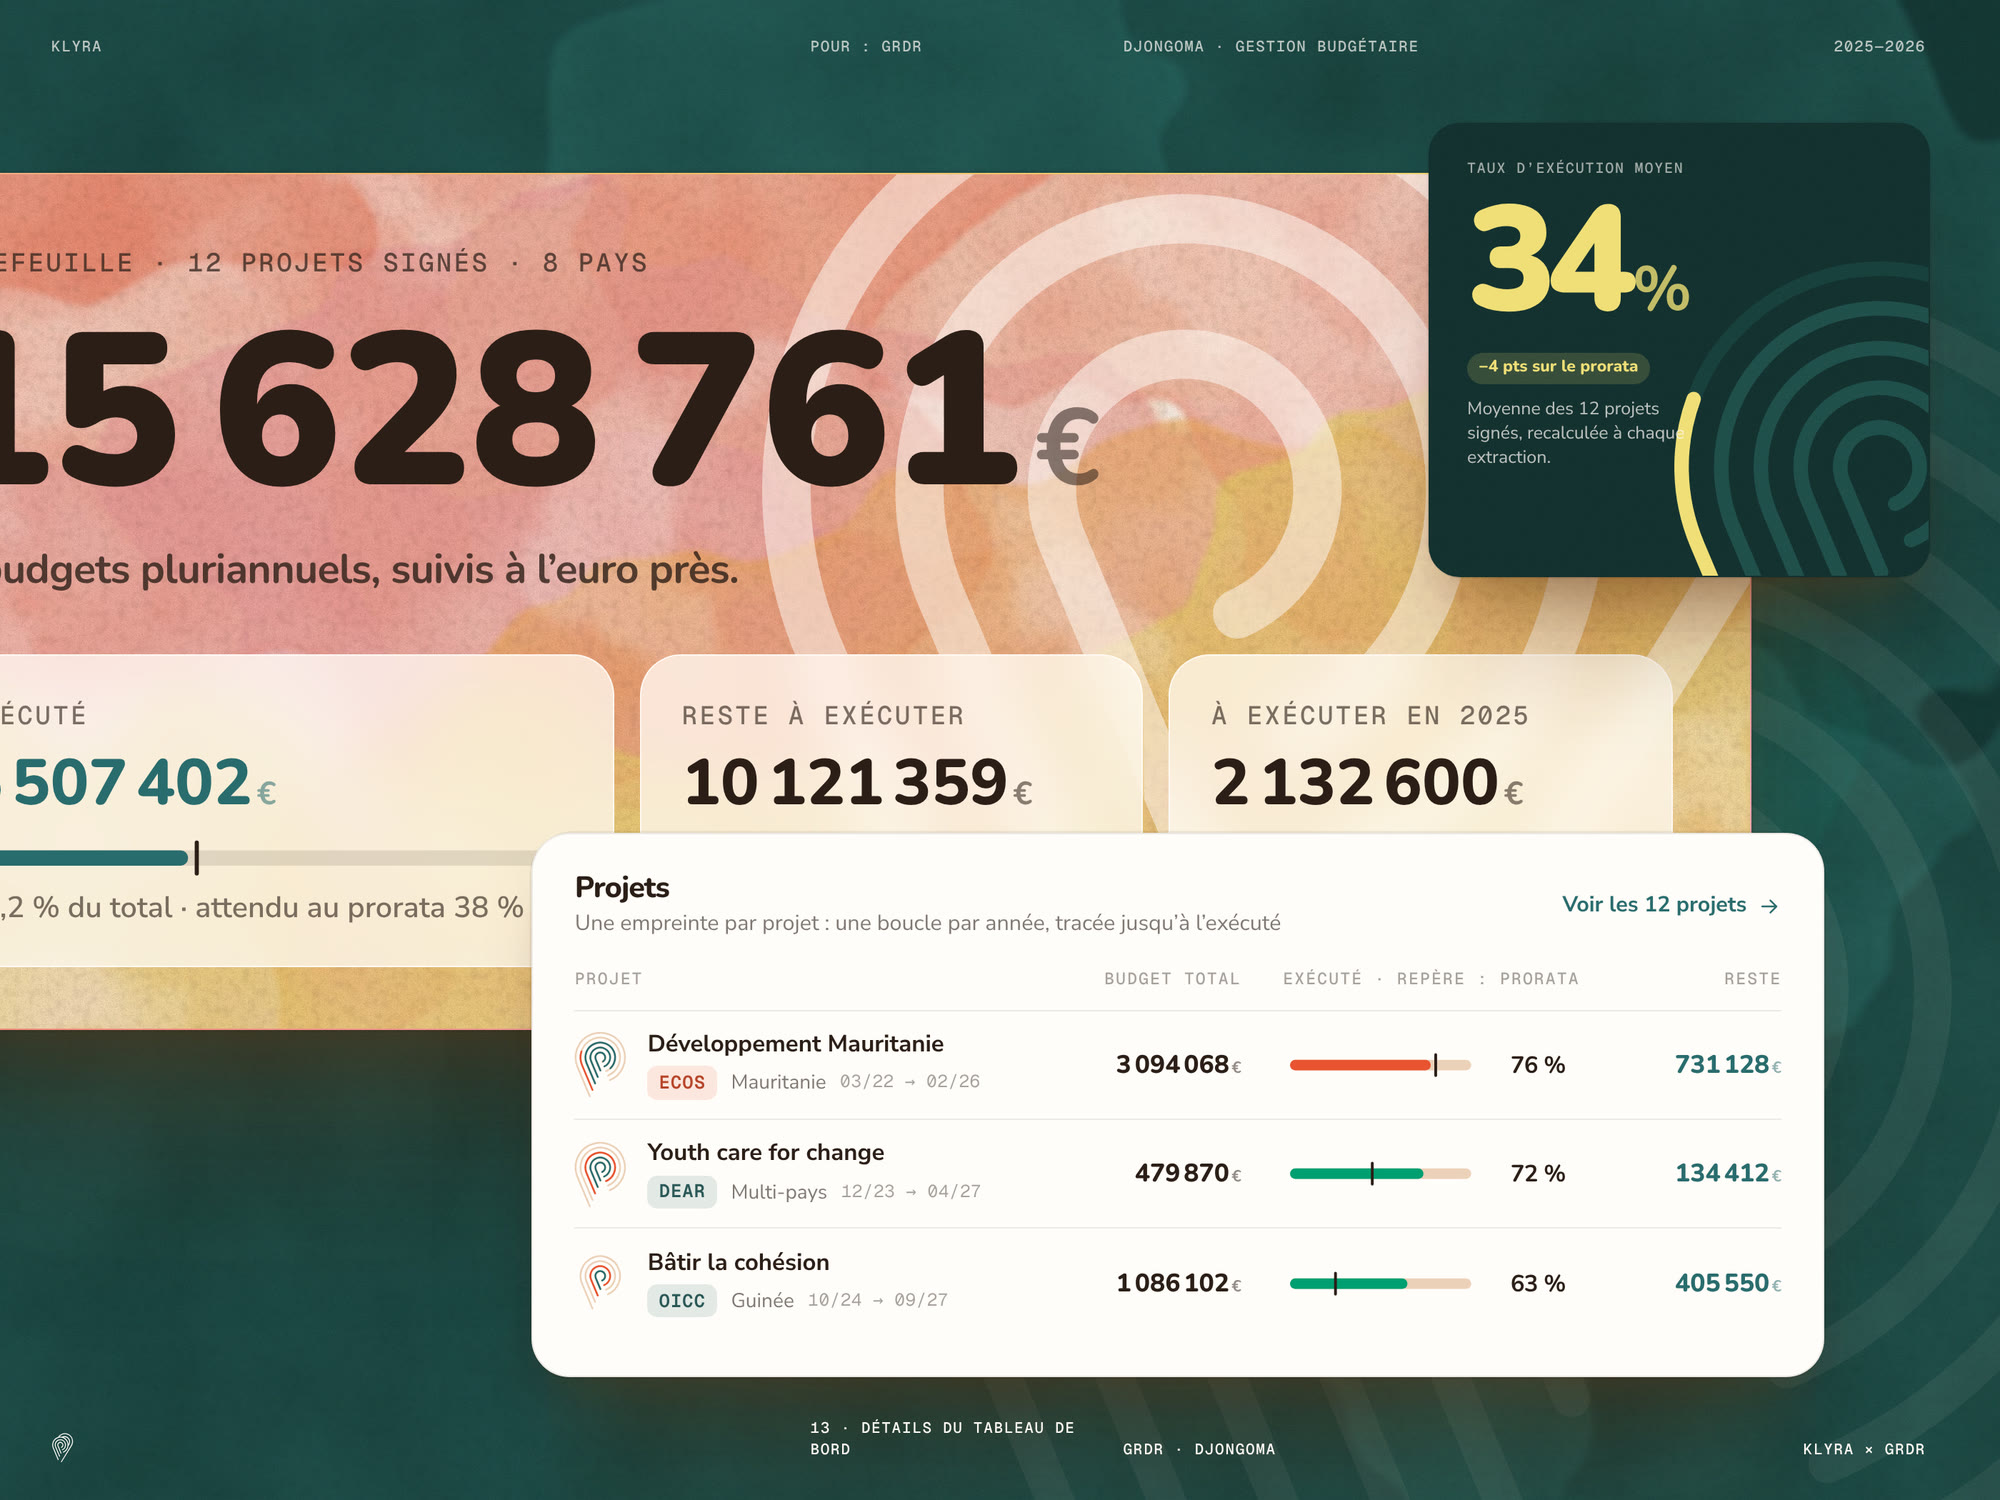 KLYRA
POUR : GRDR
DJONGOMA · GESTION BUDGÉTAIRE
2025–2026
TAUX D’EXÉCUTION MOYEN
34%
−4 pts sur le prorata
Moyenne des 12 projets
signés, recalculée à chaque
extraction.
EFEUILLE · 12 PROJETS SIGNÉS · 8 PAYS
15 628 761 €
budgets pluriannuels, suivis à l’euro près.
ÉCUTÉ
507 402 €
,2 % du total · attendu au prorata 38 %
RESTE À EXÉCUTER
10 121 359 €
À EXÉCUTER EN 2025
2 132 600 €
Projets
Une empreinte par projet : une boucle par année, tracée jusqu’à l’exécuté
Voir les 12 projets →
PROJET BUDGET TOTAL EXÉCUTÉ · REPÈRE : PRORATA RESTE
Développement Mauritanie
ECOS Mauritanie 03/22 → 02/26
3 094 068 € 76 % 731 128 €
Youth care for change
DEAR Multi-pays 12/23 → 04/27
479 870 € 72 % 134 412 €
Bâtir la cohésion
OICC Guinée 10/24 → 09/27
1 086 102 € 63 % 405 550 €
13 · DÉTAILS DU TABLEAU DE
BORD
GRDR · DJONGOMA
KLYRA × GRDR